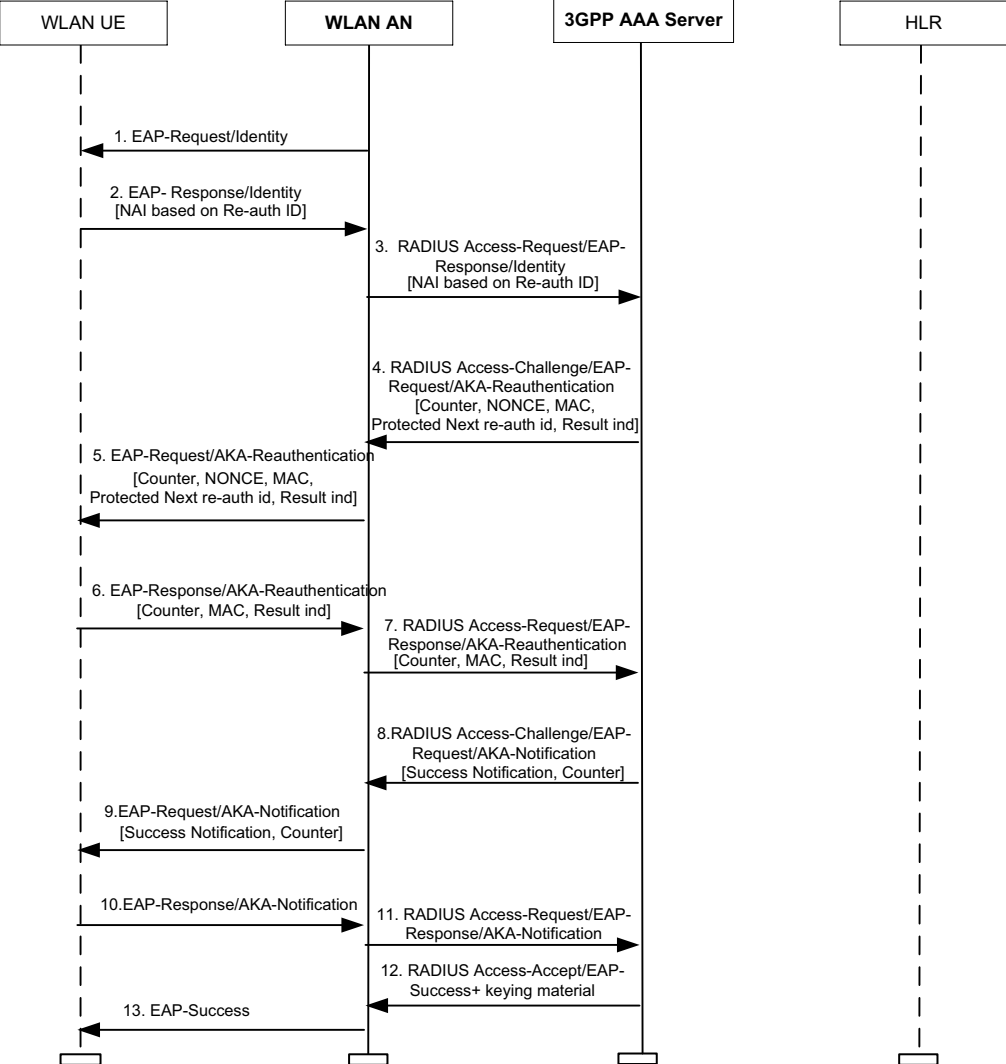 WLAN UE
WLAN AN
3GPP AAA Server
HLR
1. EAP-Request/Identity
2. EAP- Response/Identity
[NAI based on Re-auth ID]
3.  RADIUS Access-Request/EAP-
Response/Identity
[NAI based on Re-auth ID]
4. RADIUS Access-Challenge/EAP-
Request/AKA-Reauthentication
[Counter, NONCE, MAC,
Protected Next re-auth id, Result ind]
5. EAP-Request/AKA-Reauthentication
[Counter, NONCE, MAC,
Protected Next re-auth id, Result ind]
6. EAP-Response/AKA-Reauthentication
[Counter, MAC, Result ind]
7. RADIUS Access-Request/EAP-
Response/AKA-Reauthentication
[Counter, MAC, Result ind]
8.RADIUS Access-Challenge/EAP-
Request/AKA-Notification
[Success Notification, Counter]
9.EAP-Request/AKA-Notification
[Success Notification, Counter]
10.EAP-Response/AKA-Notification
11. RADIUS Access-Request/EAP-
Response/AKA-Notification
12. RADIUS Access-Accept/EAP-
Success+ keying material
13. EAP-Success